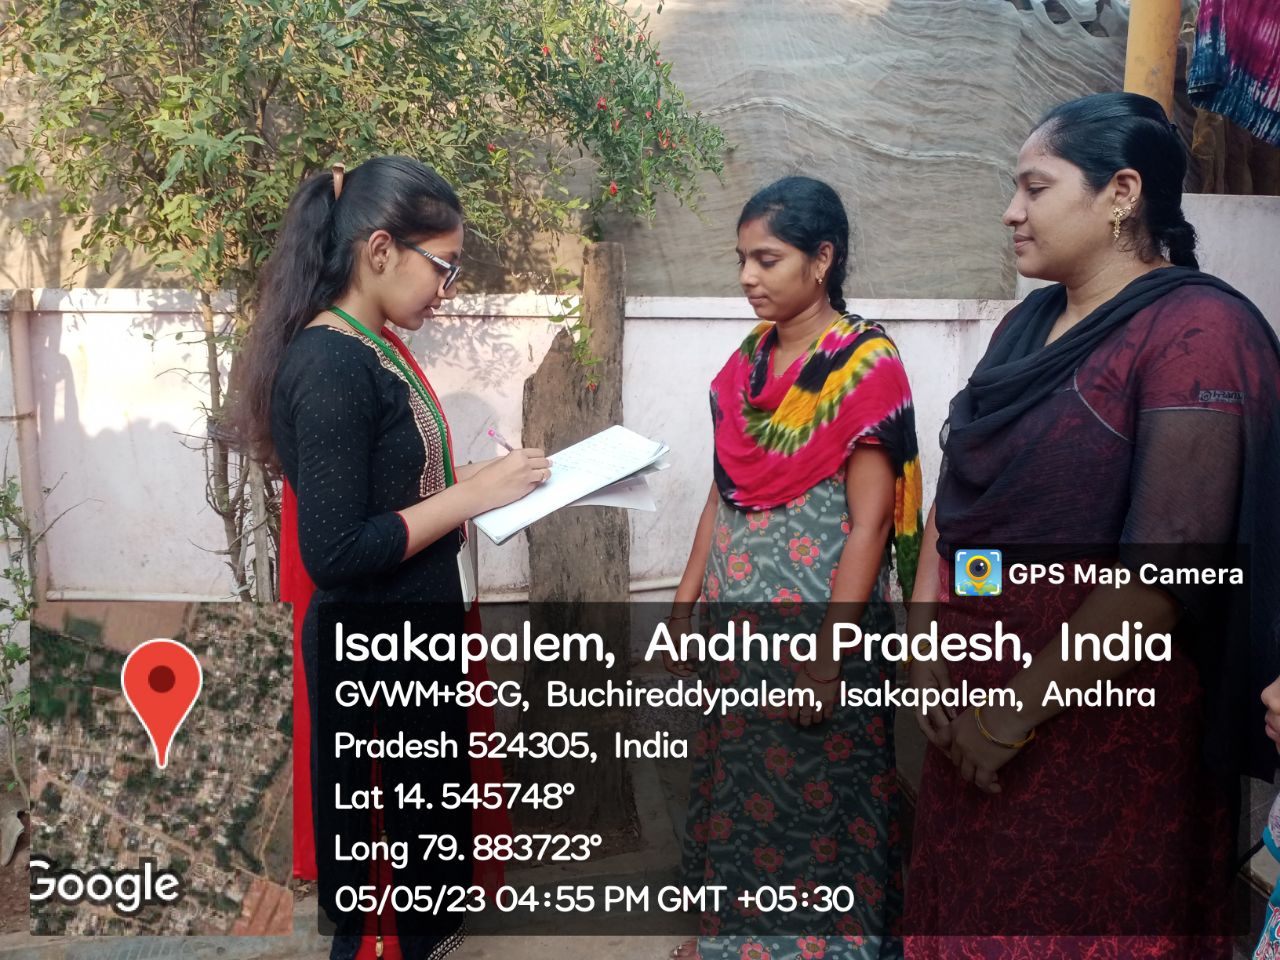 GPS Map Camera
Isakapalem, Andhra Pradesh, India
GVWM+8CG, Buchireddypalem, Isakapalem, Andhra
Pradesh 524305, India
Lat 14.545748°
Long 79.883723°
05/05/23 04:55 PM GMT +05:30
Google